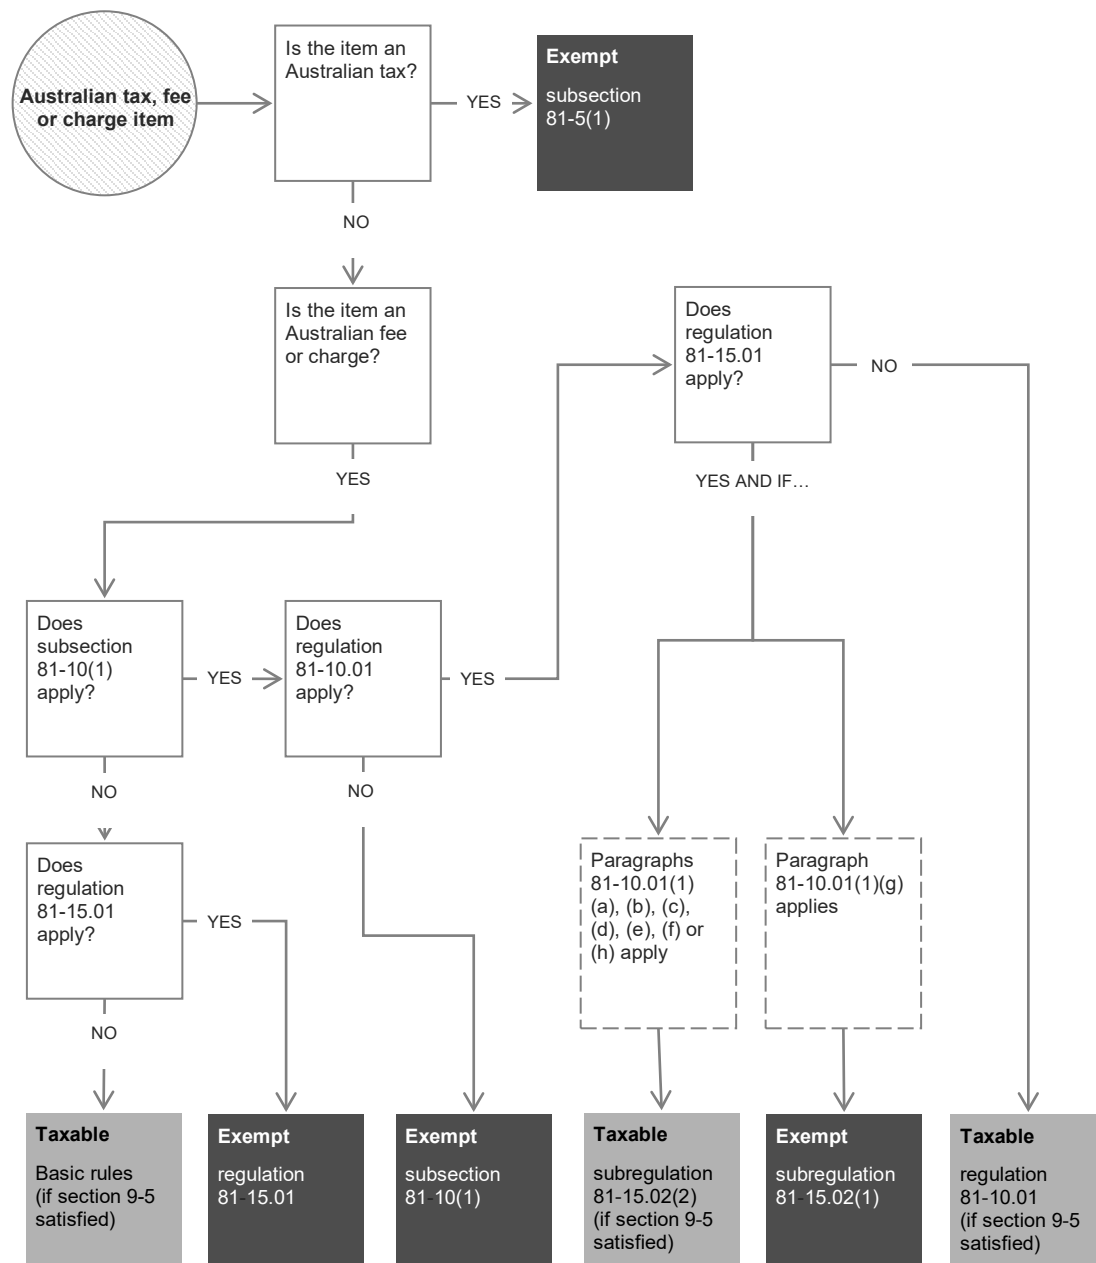 Australian tax, fee
or charge item
Is the item an
Australian tax?
YES
Exempt
subsection
81-5(1)
NO
Is the item an
Australian fee
or charge?
YES
Does
regulation
81-15.01
apply?
NO
YES AND IF…
Does
subsection
81-10(1)
apply?
YES
Does
regulation
81-10.01
apply?
YES
NO
NO
Does
regulation
81-15.01
apply?
YES
NO
Paragraphs
81-10.01(1)
(a), (b), (c),
(d), (e), (f) or
(h) apply
Paragraph
81-10.01(1)(g)
applies
Taxable
Basic rules
(if section 9-5
satisfied)
Exempt
regulation
81-15.01
Exempt
subsection
81-10(1)
Taxable
subregulation
81-15.02(2)
(if section 9-5
satisfied)
Exempt
subregulation
81-15.02(1)
Taxable
regulation
81-10.01
(if section 9-5
satisfied)